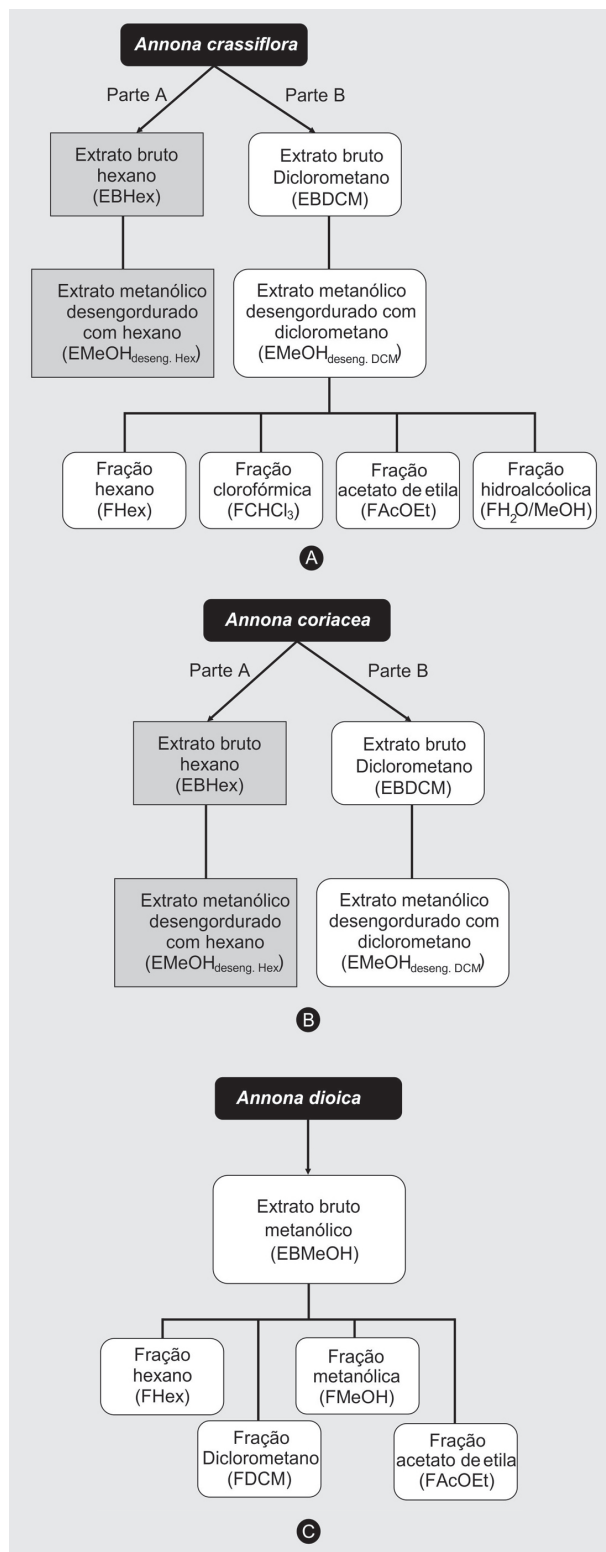 Annona crassiflora
Parte A
Parte B
Extrato bruto
hexano
(EBHex)
Extrato bruto
Diclorometano
(EBDCM)
Extrato metanólico
desengordurado
com hexano
(EMeOHdeseng. Hex)
Extrato metanólico
desengordurado com
diclorometano
(EMeOHdeseng. DCM)
Fração
hexano
(FHex)
Fração
clorofórmica
(FCHCl3)
Fração
acetato de etila
(FAcOEt)
Fração
hidroalcóolica
(FH2O/MeOH)
A
Annona coriacea
Parte A
Parte B
Extrato bruto
hexano
(EBHex)
Extrato bruto
Diclorometano
(EBDCM)
Extrato metanólico
desengordurado
com hexano
(EMeOHdeseng. Hex)
Extrato metanólico
desengordurado com
diclorometano
(EMeOHdeseng. DCM)
B
Annona dioica
Extrato bruto
metanólico
(EBMeOH)
Fração
hexano
(FHex)
Fração
Diclorometano
(FDCM)
Fração
metanólica
(FMeOH)
Fração
acetato de etila
(FAcOEt)
C